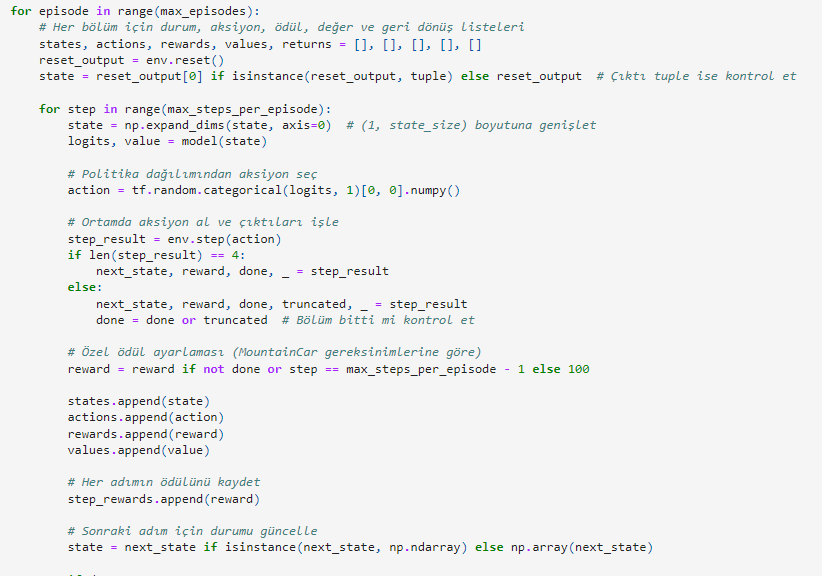 for episode in range(max_episodes):
# Her bölüm için durum, aksiyon, ödül, değer ve geri dönüş listeleri
states, actions, rewards, values, returns = [], [], [], [], []
reset_output = env.reset()
state = reset_output[0] if isinstance(reset_output, tuple) else reset_output  # Çıktı tuple ise kontrol et
for step in range(max_steps_per_episode):
state = np.expand_dims(state, axis=0)  # (1, state_size) boyutuna genişlet
logits, value = model(state)
# Politika dağılımından aksiyon seç
action = tf.random.categorical(logits, 1)[0, 0].numpy()
# Ortamda aksiyon al ve çıktıları işle
step_result = env.step(action)
if len(step_result) == 4:
next_state, reward, done, _ = step_result
else:
next_state, reward, done, truncated, _ = step_result
done = done or truncated  # Bölüm bitti mi kontrol et
# Özel ödül ayarlaması (MountainCar gereksinimlerine göre)
reward = reward if not done or step == max_steps_per_episode - 1 else 100
states.append(state)
actions.append(action)
rewards.append(reward)
values.append(value)
# Her adımın ödülünü kaydet
step_rewards.append(reward)
# Sonraki adım için durumu güncelle
state = next_state if isinstance(next_state, np.ndarray) else np.array(next_state)